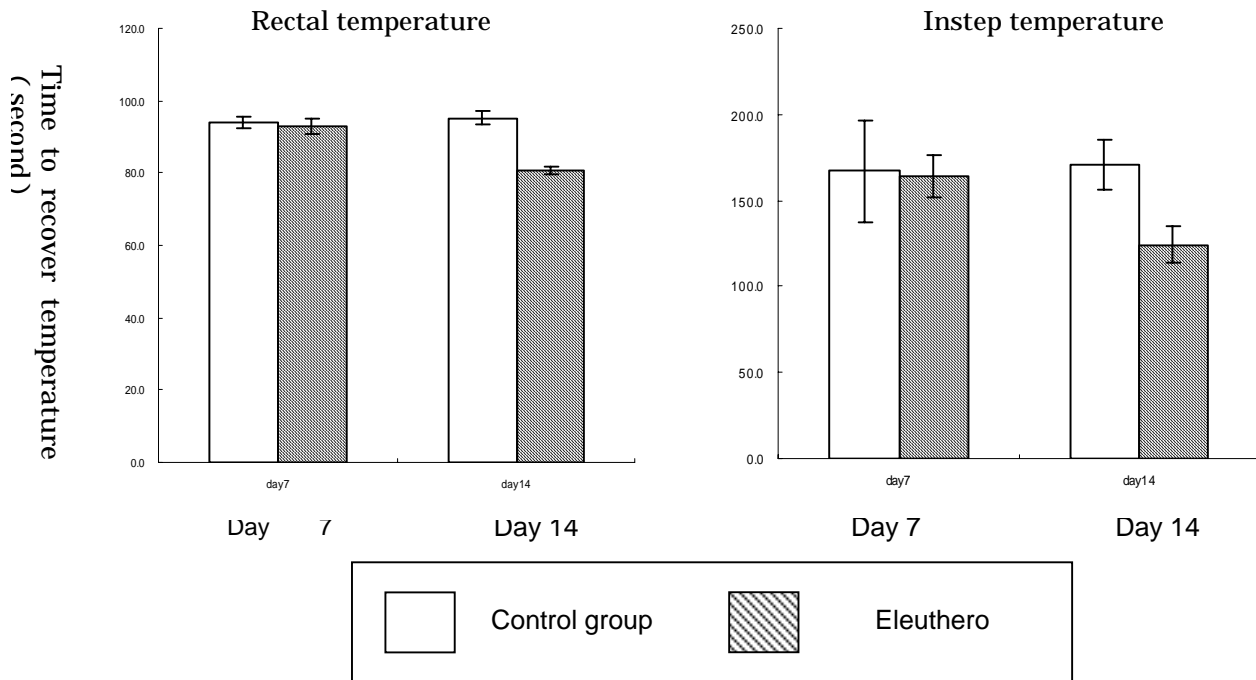 Rectal temperature
Time to recover temperature
(second)
120.0
100.0
80.0
60.0
40.0
20.0
0.0
day7
day14
Day 7
Day 14
Instep temperature
250.0
200.0
150.0
100.0
50.0
0.0
day7
day14
Day 7
Day 14
Control group
Eleuthero